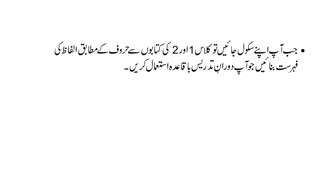 • جب آپ اپنے سکول جائیں تو کلاس 1 اور 2 کی کتابوں سے حروف کے مطابق الفاظ کی
فہرست بنائیں جو آپ دورانِ تدریس باقاعدہ استعمال کریں ۔